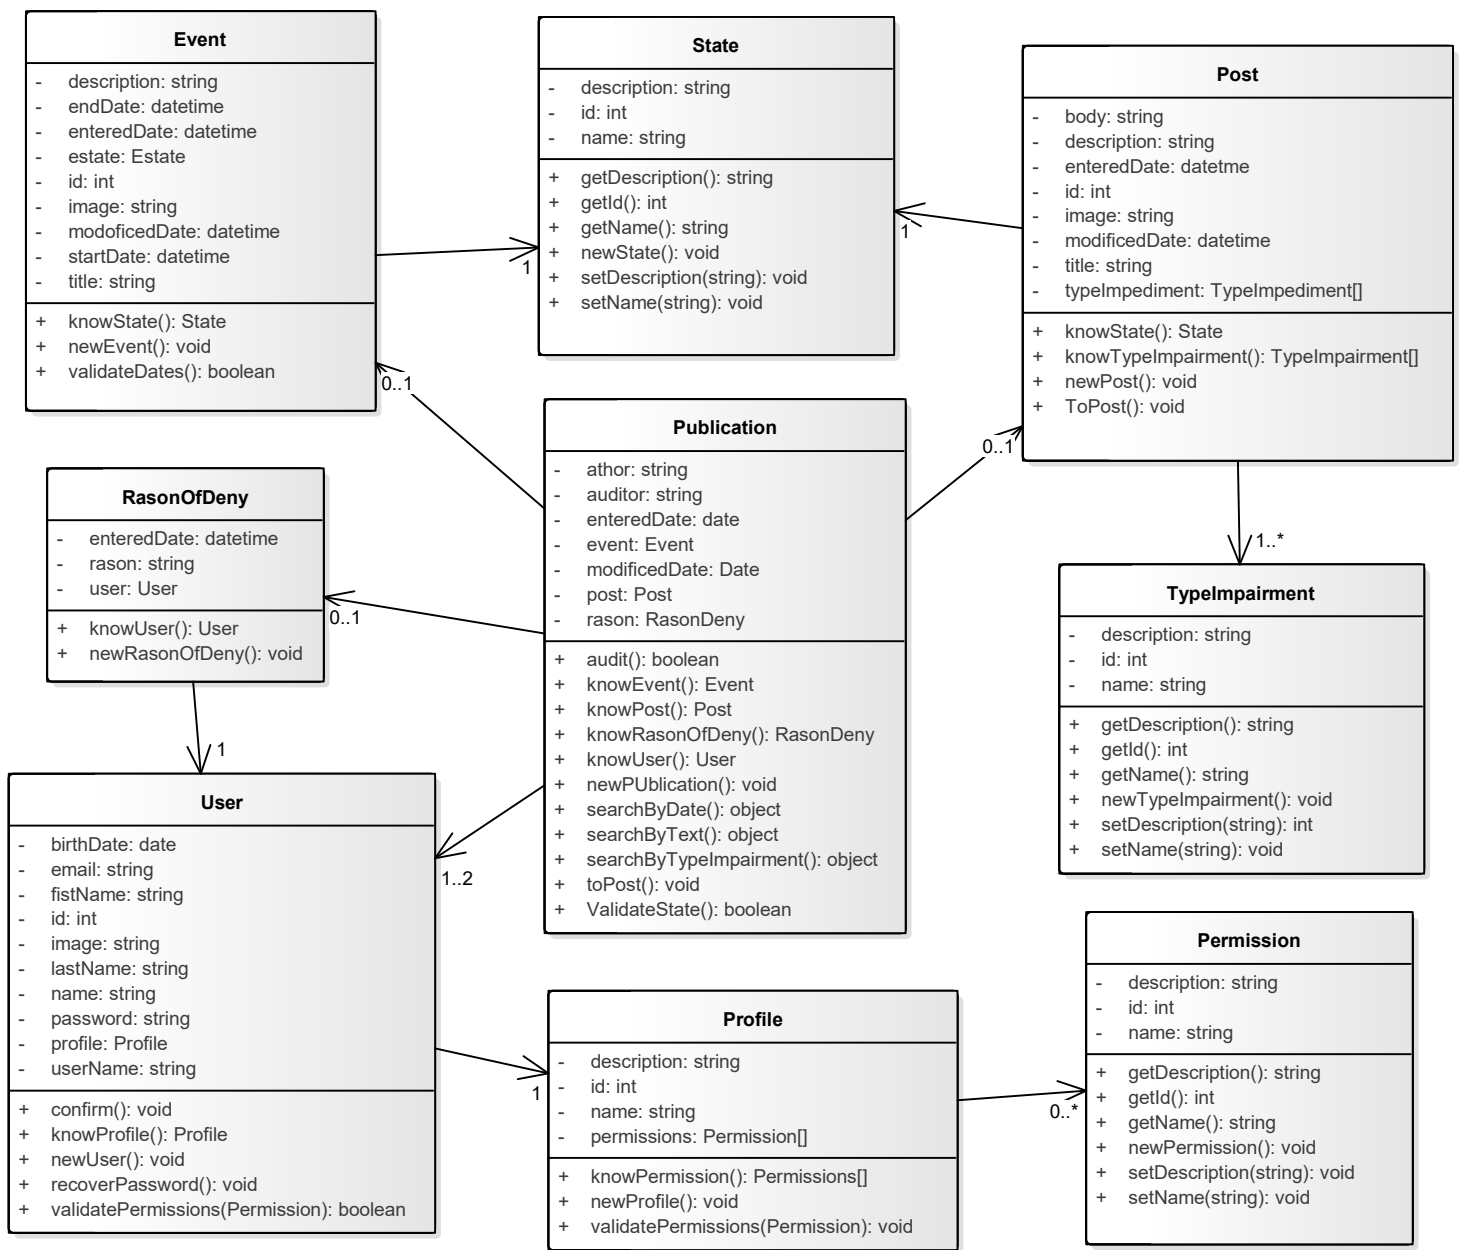 Event
- description: string
- endDate: datetime
- enteredDate: datetime
- estate: Estate
- id: int
- image: string
- modoficedDate: datetime
- startDate: datetime
- title: string
+ knowState(): State
+ newEvent(): void
+ validateDates(): boolean
State
- description: string
- id: int
- name: string
+ getDescription(): string
+ getId(): int
+ getName(): string
+ newState(): void
+ setDescription(string): void
+ setName(string): void
Post
- body: string
- description: string
- enteredDate: datetme
- id: int
- image: string
- modificedDate: datetime
- title: string
- typeImpediment: TypeImpediment[]
+ knowState(): State
+ knowTypeImpairment(): TypeImpairment[]
+ newPost(): void
+ ToPost(): void
1
1
0..1
0..1
RasonOfDeny
- enteredDate: datetime
- rason: string
- user: User
+ knowUser(): User
+ newRasonOfDeny(): void
0..1
Publication
- athor: string
- auditor: string
- enteredDate: date
- event: Event
- modificedDate: Date
- post: Post
- rason: RasonDeny
+ audit(): boolean
+ knowEvent(): Event
+ knowPost(): Post
+ knowRasonOfDeny(): RasonDeny
+ knowUser(): User
+ newPUblication(): void
+ searchByDate(): object
+ searchByText(): object
+ searchByTypeImpairment(): object
+ toPost(): void
+ ValidateState(): boolean
1..*
TypeImpairment
- description: string
- id: int
- name: string
+ getDescription(): string
+ getId(): int
+ getName(): string
+ newTypeImpairment(): void
+ setDescription(string): int
+ setName(string): void
1
User
- birthDate: date
- email: string
- fistName: string
- id: int
- image: string
- lastName: string
- name: string
- password: string
- profile: Profile
- userName: string
+ confirm(): void
+ knowProfile(): Profile
+ newUser(): void
+ recoverPassword(): void
+ validatePermissions(Permission): boolean
1..2
1
Profile
- description: string
- id: int
- name: string
- permissions: Permission[]
+ knowPermission(): Permissions[]
+ newProfile(): void
+ validatePermissions(Permission): void
0..*
Permission
- description: string
- id: int
- name: string
+ getDescription(): string
+ getId(): int
+ getName(): string
+ newPermission(): void
+ setDescription(string): void
+ setName(string): void